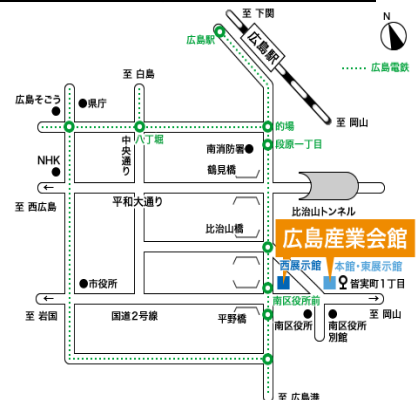 至 下関
N
広島駅
広島駅
広島電鉄
至 白島
広島そごう
県庁
至 岡山
八丁堀
的場
中央通り
南消防署
段原一丁目
NHK
鶴見橋
至 西広島
平和大通り
比治山トンネル
比治山橋
広島産業会館
西展示館
本館・東展示館
市役所
皆実町1丁目
南区役所前
至 岩国
国道2号線
平野橋
南区役所
南区役所
別館
至 岡山
至 広島港